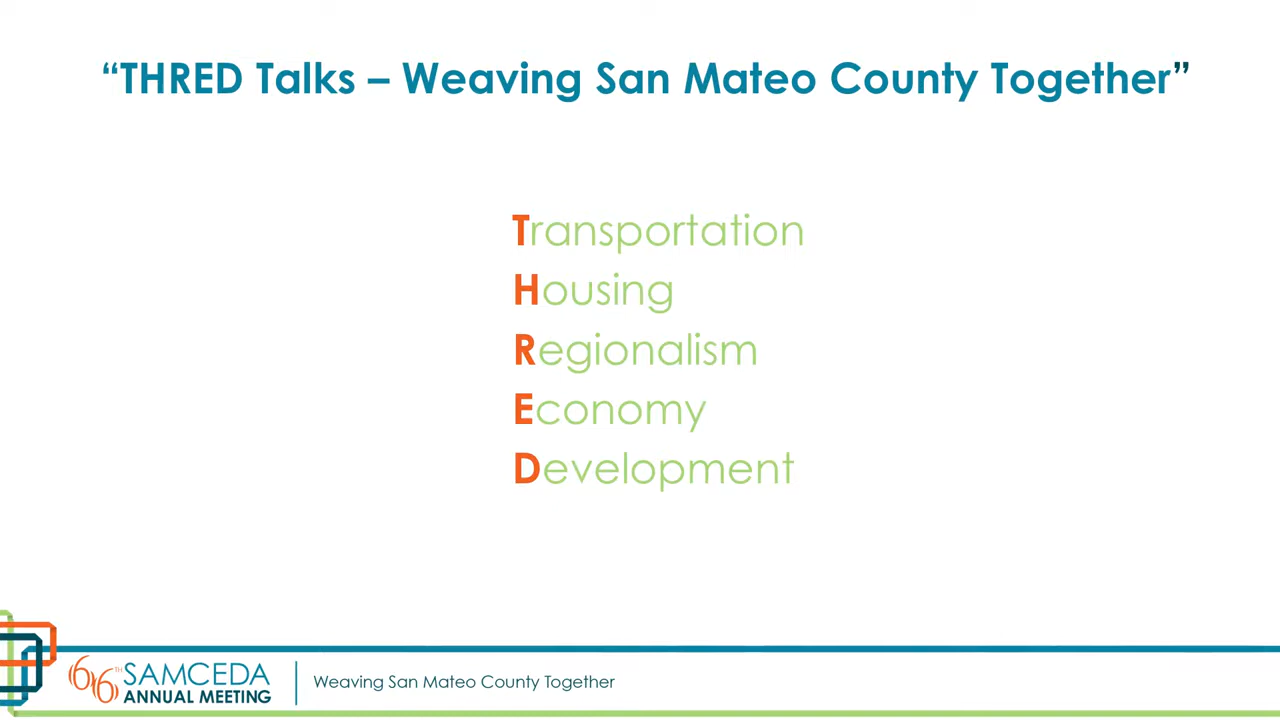 “THRED Talks – Weaving San Mateo County Together”
Transportation
Housing
Regionalism
Economy
Development
66TH SAMCEDA
ANNUAL MEETING
Weaving San Mateo County Together